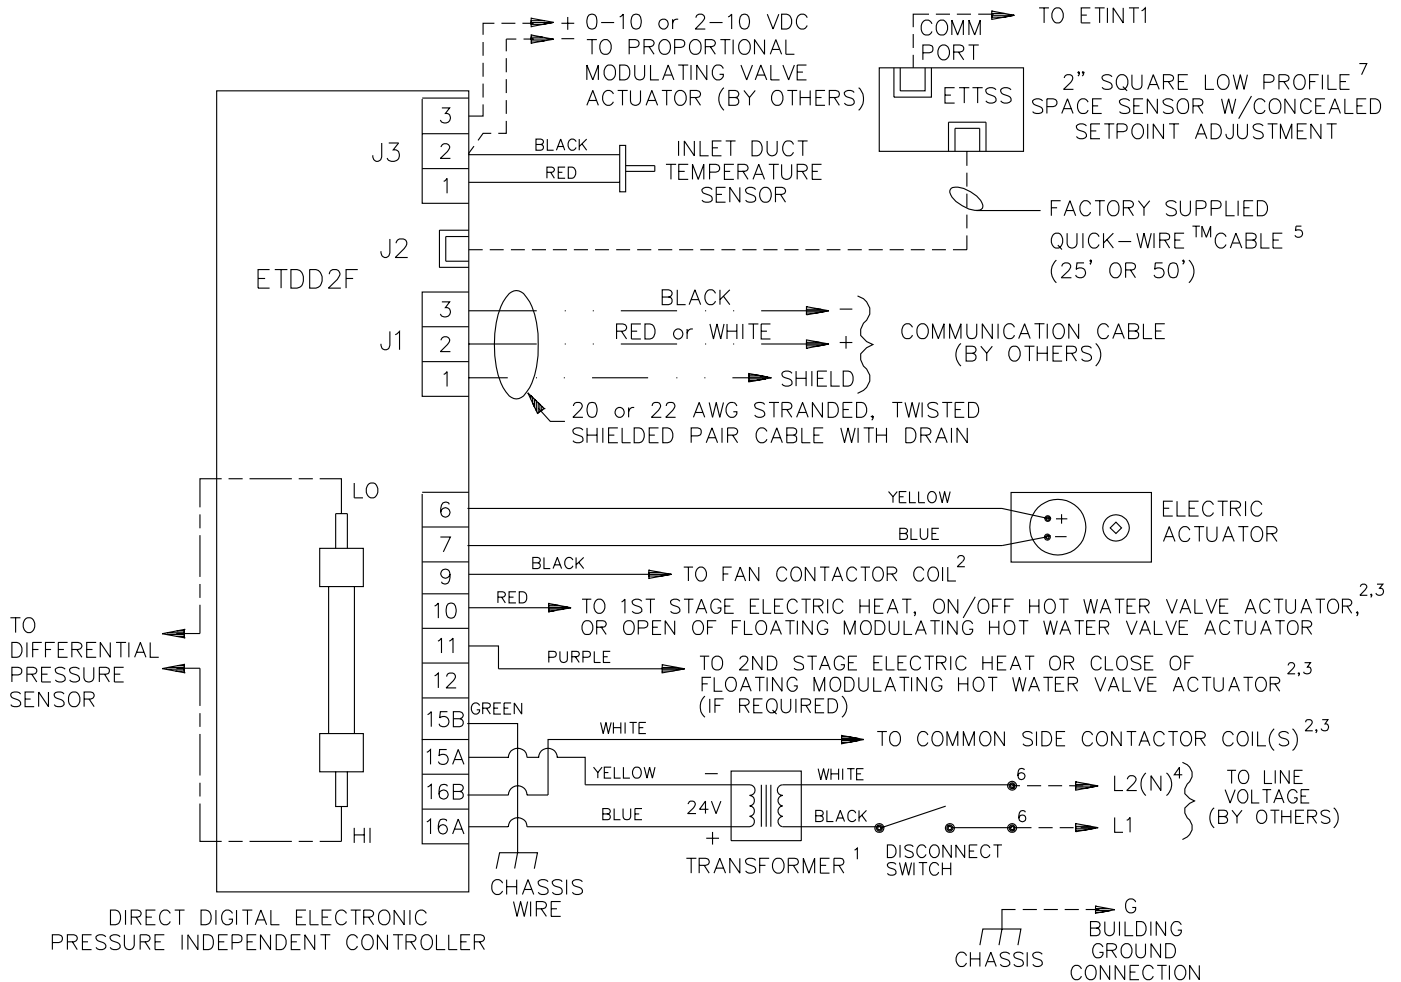 + 0-10 or 2-10 VDC
- TO PROPORTIONAL
MODULATING VALVE
ACTUATOR (BY OTHERS)
TO ETINT1
COMM
PORT
ETTSS
2” SQUARE LOW PROFILE 7
SPACE SENSOR W/CONCEALED
SETPOINT ADJUSTMENT
J3
3
2
1
BLACK
RED
INLET DUCT
TEMPERATURE
SENSOR
FACTORY SUPPLIED
QUICK-WIRE™CABLE 5
(25' OR 50')
J2
ETDD2F
J1
3
2
1
BLACK
-
RED or WHITE
+
SHIELD
COMMUNICATION CABLE
(BY OTHERS)
20 or 22 AWG STRANDED, TWISTED
SHIELDED PAIR CABLE WITH DRAIN
LO
HI
TO
DIFFERENTIAL
PRESSURE
SENSOR
6
7
9
10
11
12
15B
15A
16B
16A
YELLOW
BLUE
+
-
ELECTRIC
ACTUATOR
BLACK
TO FAN CONTACTOR COIL2
RED
TO 1ST STAGE ELECTRIC HEAT, ON/OFF HOT WATER VALVE ACTUATOR,2,3
OR OPEN OF FLOATING MODULATING HOT WATER VALVE ACTUATOR
PURPLE
TO 2ND STAGE ELECTRIC HEAT OR CLOSE OF
FLOATING MODULATING HOT WATER VALVE ACTUATOR2,3
(IF REQUIRED)
GREEN
WHITE
TO COMMON SIDE CONTACTOR COIL(S)2,3
YELLOW
-
24V
BLUE
+
TRANSFORMER 1
WHITE
6
L2(N)4
BLACK
6
L1
TO LINE
VOLTAGE
(BY OTHERS)
DISCONNECT
SWITCH
CHASSIS
WIRE
DIRECT DIGITAL ELECTRONIC
PRESSURE INDEPENDENT CONTROLLER
G
BUILDING
GROUND
CONNECTION
CHASSIS